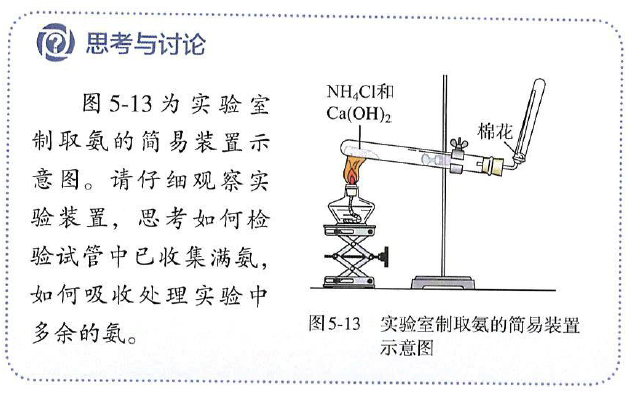 思考与讨论
图5-13为实验室
制取氨的简易装置示
意图。请仔细观察实
验装置，思考如何检
验试管中已收集满氨，
如何吸收处理实验中
多余的氨。
NH₄Cl和
Ca(OH)₂
棉花
图5-13 实验室制取氨的简易装置
示意图